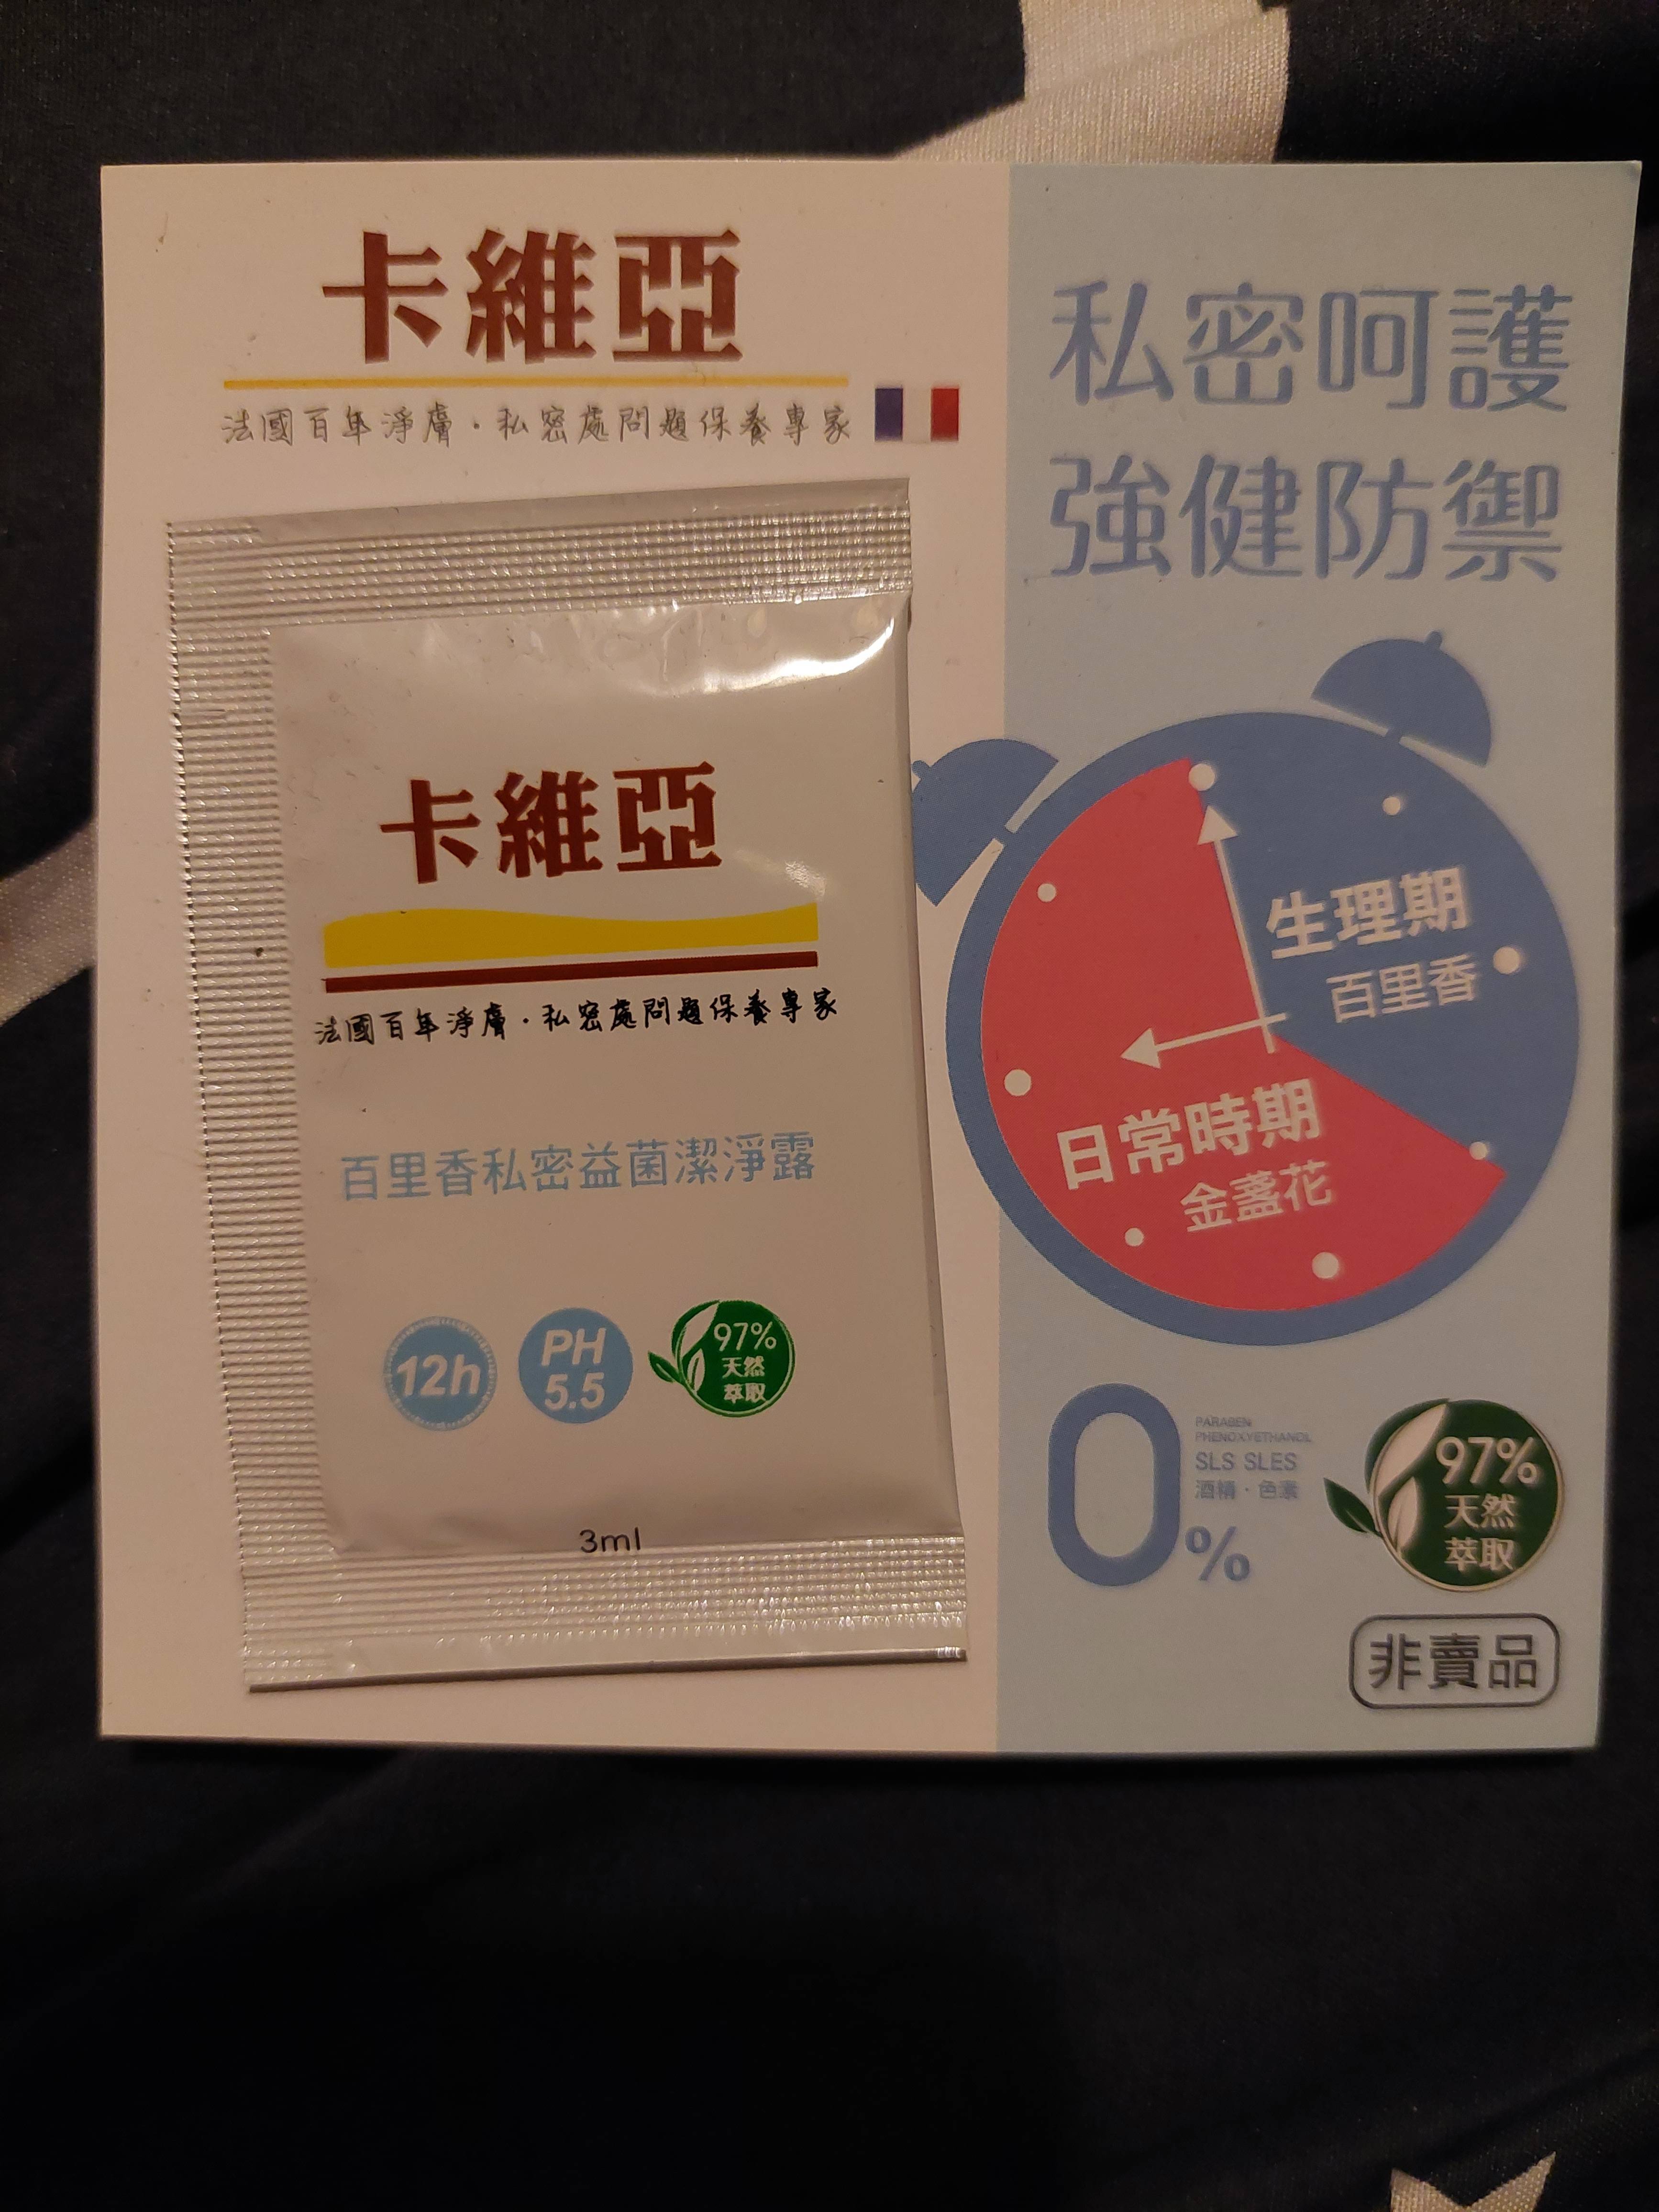 卡維亞
法國百年淨膚・私密處問題保養專家
卡維亞
法國百年淨膚・私密處問題保養專家
百里香私密益菌潔淨露
12h
PH
5.5
97%
天然
萃取
3ml
私密呵護
強健防禦
生理期
百里香
日常時期
金盞花
0%
PARABEN
PHENOXYETHANOL
SLS SLES
酒精・色素
97%
天然
萃取
非賣品